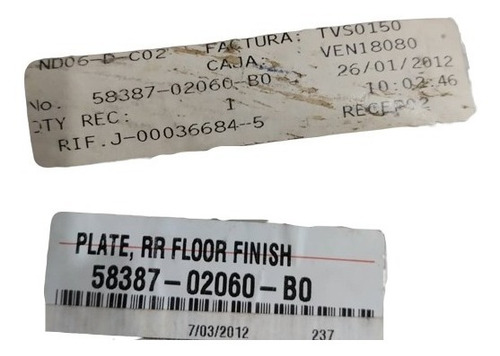 ND06-D-C02 FACTURA: TVS0150
CAJA: VEN18080
No. 58387-02060-B0 26/01/2012
QTY REC: 1 10:02:46
RIF.J-00036684-5 RECEP02
PLATE, RR FLOOR FINISH
58387-02060-B0
7/03/2012 237